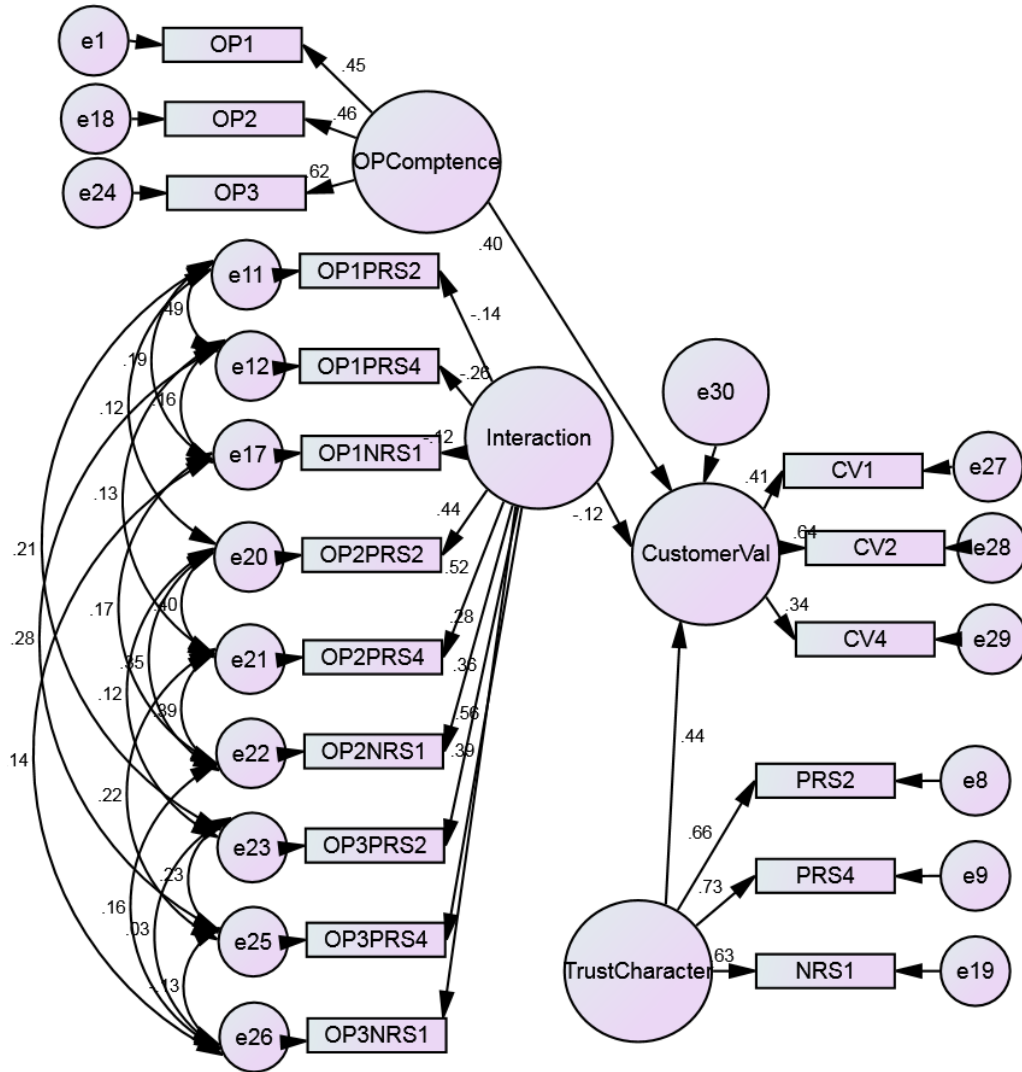 e1
OP1
.45
e18
OP2
.46
OPComptence
e24
OP3
.62
.40
e11
OP1PRS2
-.14
.49
e12
OP1PRS4
-.26
.19
.16
.12
e17
OP1NRS1
-.12
Interaction
e30
CV1
e27
.41
.13
.44
-.12
e20
OP2PRS2
.52
CustomerVal
.64
CV2
e28
.21
.17
.40
.28
.34
CV4
e29
e21
OP2PRS4
.36
.28
.12
.35
.39
.56
.39
.44
14
e22
OP2NRS1
PRS2
e8
.22
.66
e23
OP3PRS2
.23
.73
PRS4
e9
.16
.03
e25
OP3PRS4
TrustCharacter
63
NRS1
e19
-.13
e26
OP3NRS1